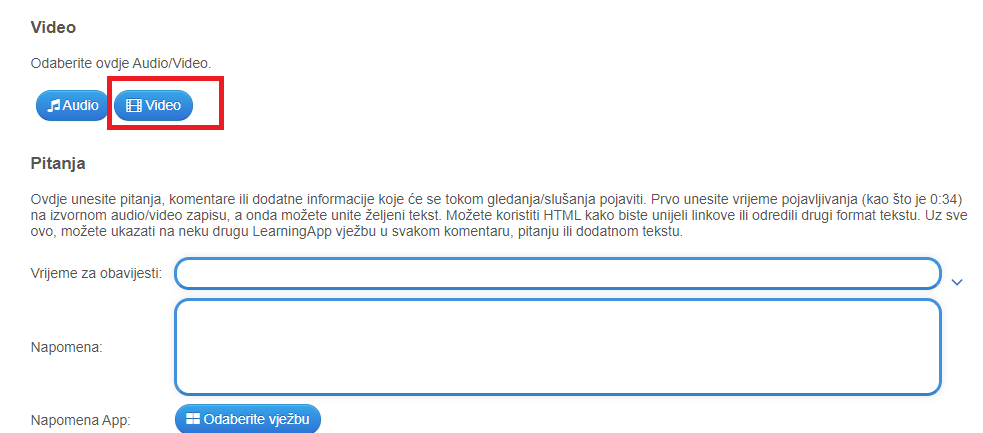 Video
Odaberite ovdje Audio/Video.
Audio Video
Pitanja
Ovdje unesite pitanja, komentare ili dodatne informacije koje će se tokom gledanja/slušanja pojaviti. Prvo unesite vrijeme pojavljivanja (kao što je 0:34)
na izvornom audio/video zapisu, a onda možete unite željeni tekst. Možete koristiti HTML kako biste unijeli linkove ili odredili drugi format tekstu. Uz sve
ovo, možete ukazati na neku drugu LearningApp vježbu u svakom komentaru, pitanju ili dodatnom tekstu.
Vrijeme za obavijesti:
Napomena:
Napomena App: Odaberite vježbu